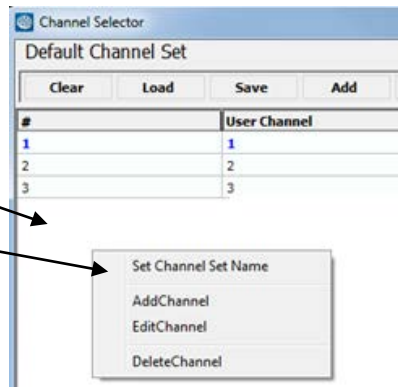 Channel Selector
Default Channel Set
Clear Load Save Add
# User Channel
1 1
2 2
3 3
Set Channel Set Name
AddChannel
EditChannel
DeleteChannel